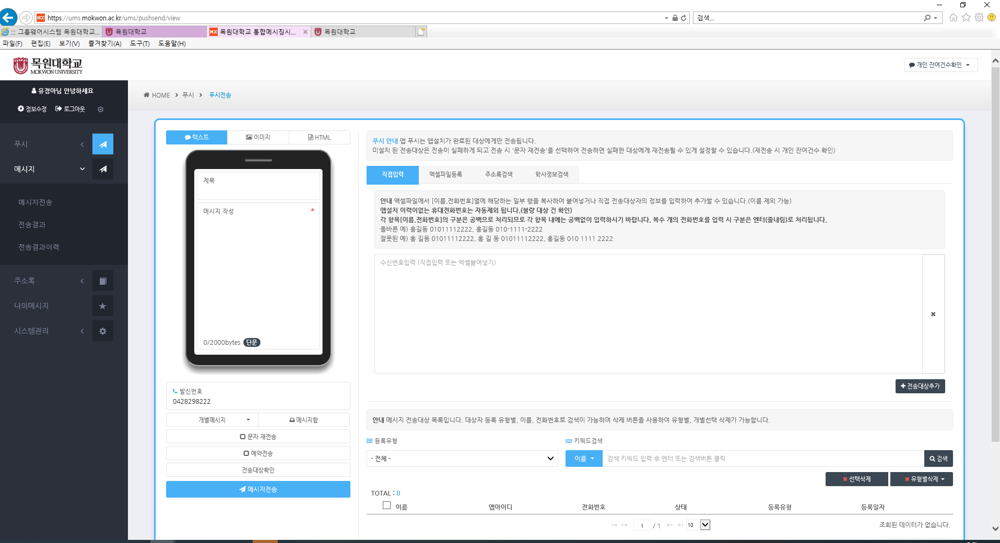 https://ums.mokwon.ac.kr/ums/pushsend/view
검색...
::: 그룹웨어시스템 목원대학교...
목원대학교
목원대학교 통합메시징시...
목원대학교
파일(F) 편집(E) 보기(V) 즐겨찾기(A) 도구(T) 도움말(H)
목원대학교
MOKWON UNIVERSITY
개인 잔여건수확인
유경아님 안녕하세요
정보수정 로그아웃
HOME > 푸시 > 푸시전송
푸시
메시지
메시지전송
전송결과
전송결과이력
주소록
나의메시지
시스템관리
텍스트 이미지 HTML
제목
메시지 작성 *
0/2000bytes 단문
발신번호
0428298222
개별메시지 메시지함
문자 재전송
예약전송
전송대상확인
메시지전송
푸시 안내 앱 푸시는 앱설치가 완료된 대상에게만 전송됩니다.
미설치 된 전송대상은 전송이 실패하게 되고 전송 시 '문자 재전송'을 선택하여 전송하면 실패한 대상에게 재전송될 수 있게 설정할 수 있습니다.(재전송 시 개인 잔여건수 확인)
직접입력 엑셀파일등록 주소록검색 학사정보검색
안내 엑셀파일에서 [이름,전화번호]열에 해당하는 일부 행을 복사하여 붙여넣거나 직접 전송대상자의 정보를 입력하여 추가할 수 있습니다.(이름 제외 가능)
앱설치 이력이없는 휴대전화번호는 자동제외 됩니다.(불량 대상 건 확인)
각 항목[이름,전화번호]의 구분은 공백으로 처리되므로 각 항목 내에는 공백없이 입력하시기 바랍니다. 복수 개의 전화번호를 입력 시 구분은 엔터(줄내림)로 처리됩니다.
올바른 예) 홍길동 01011112222, 홍길동 010-1111-2222
잘못된 예) 홍 길동 01011112222, 홍 길 동 01011112222, 홍길동 010 1111 2222
수신번호입력 (직접입력 또는 엑셀붙여넣기)
전송대상추가
안내 메시지 전송대상 목록입니다. 대상자 등록 유형별, 이름, 전화번호로 검색이 가능하며 삭제 버튼을 사용하여 유형별, 개별선택 삭제가 가능합니다.
등록유형 키워드검색
- 전체 - 이름 검색 키워드 입력 후 엔터 또는 검색버튼 클릭 검색
선택삭제 유형별삭제
TOTAL : 0
이름 앱아이디 전화번호 상태 등록유형 등록일자
1 / 1 10 조회된 데이터가 없습니다.